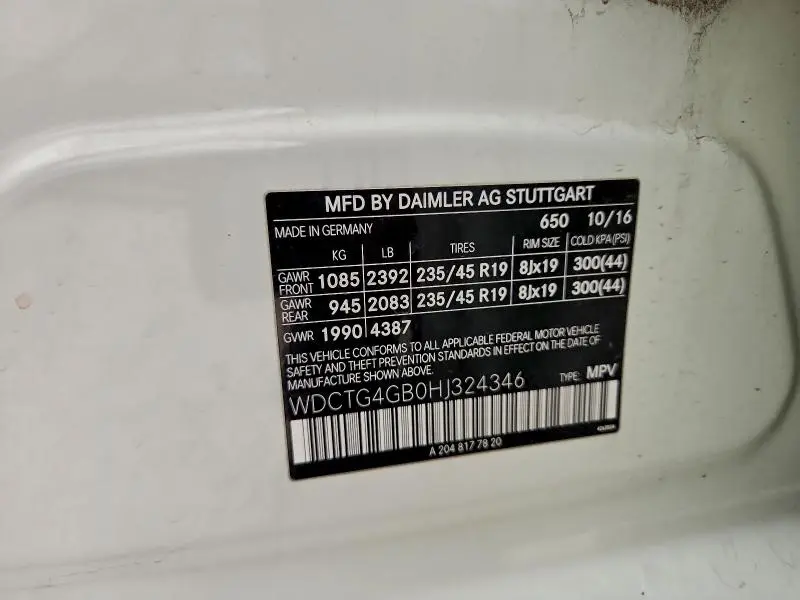 MFD BY DAIMLER AG STUTTGART
650 10/16
MADE IN GERMANY
KG LB TIRES RIM SIZE COLD KPA(PSI)
GAWR FRONT 1085 2392 235/45 R19 8Jx19 300(44)
GAWR REAR 945 2083 235/45 R19 8Jx19 300(44)
GVWR 1990 4387
THIS VEHICLE CONFORMS TO ALL APPLICABLE FEDERAL MOTOR VEHICLE
SAFETY AND THEFT PREVENTION STANDARDS IN EFFECT ON THE DATE OF
MANUFACTURE SHOWN ABOVE.
WDCTG4GB0HJ324346 TYPE: MPV
A 204 817 78 20